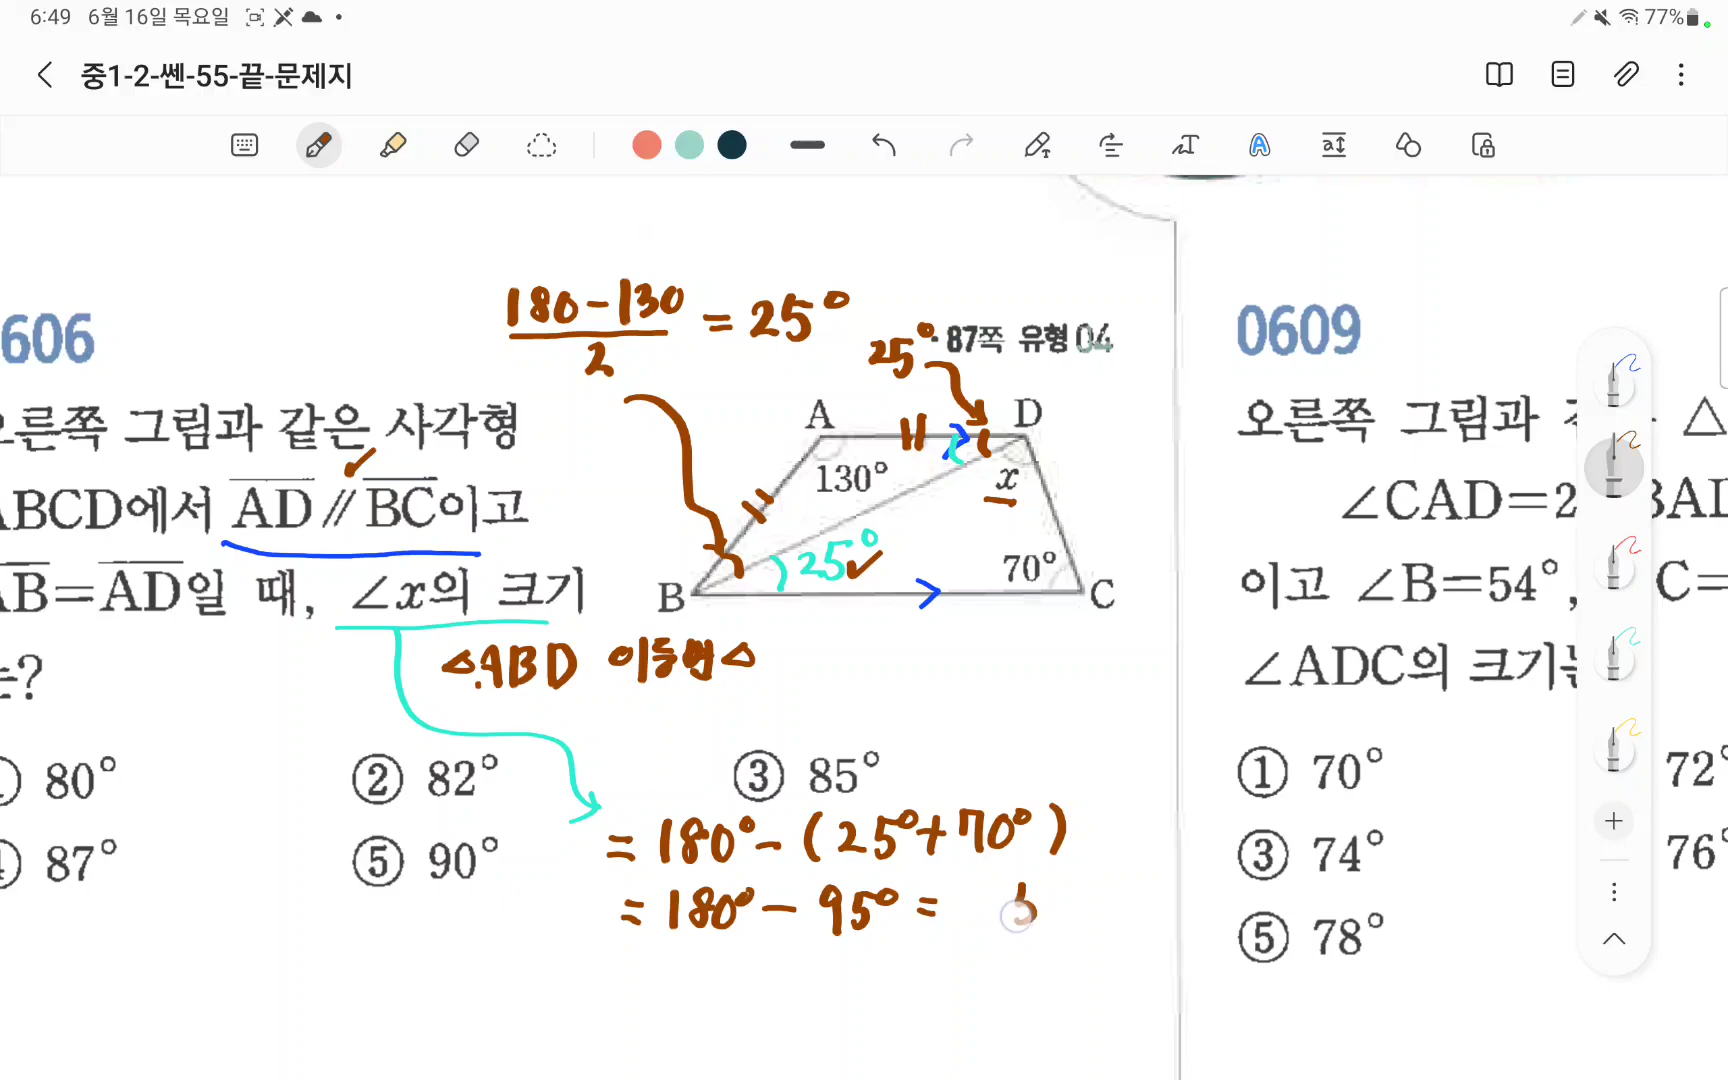 6:49 6월 16일 목요일
77%
중1-2-쎈-55-끝-문제지
606
오른쪽 그림과 같은 사각형
ABCD에서 AD∥BC이고
AB=AD일 때, ∠x의 크기
는?
80° ② 82° ③ 85°
87° ⑤ 90°
180-130
2
= 25°
25°
87쪽 유형 04
A
D
130°
x
25°
70°
B
C
△ABD 이등변△
= 180° - (25°+70°)
= 180° - 95° =
0609
오른쪽 그림과 △
∠CAD=2 BAD
이고 ∠B=54°, C=
∠ADC의 크기는
① 70° 72°
③ 74° 76°
⑤ 78°